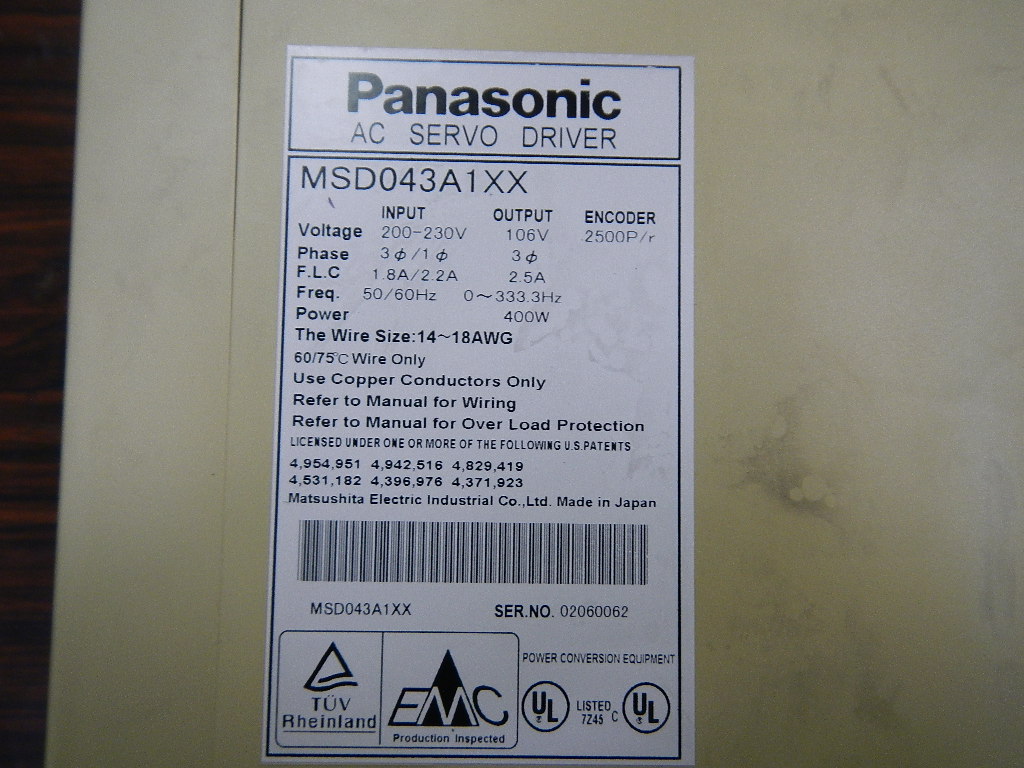 Panasonic
AC SERVO DRIVER
MSD043A1XX
INPUT OUTPUT ENCODER
Voltage 200-230V 106V 2500P/r
Phase 3ϕ/1ϕ 3ϕ
F.L.C 1.8A/2.2A 2.5A
Freq. 50/60Hz 0~333.3Hz
Power 400W
The Wire Size:14~18AWG
60/75℃ Wire Only
Use Copper Conductors Only
Refer to Manual for Wiring
Refer to Manual for Over Load Protection
LICENSED UNDER ONE OR MORE OF THE FOLLOWING U.S.PATENTS
4,954,951 4,942,516 4,829,419
4,531,182 4,396,976 4,371,923
Matsushita Electric Industrial Co.,Ltd. Made in Japan
MSD043A1XX SER.NO. 02060062
TÜV
Rheinland
EMC
Production Inspected
POWER CONVERSION EQUIPMENT
UL LISTED C UL
7Z45